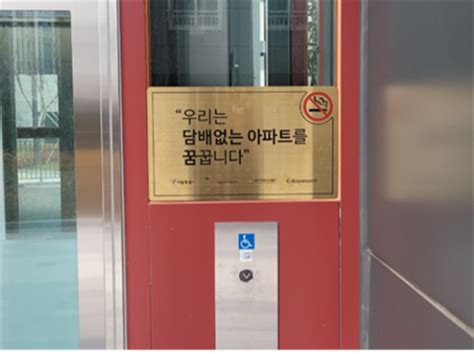 “우리는
담배없는 아파트를
꿈꿉니다”